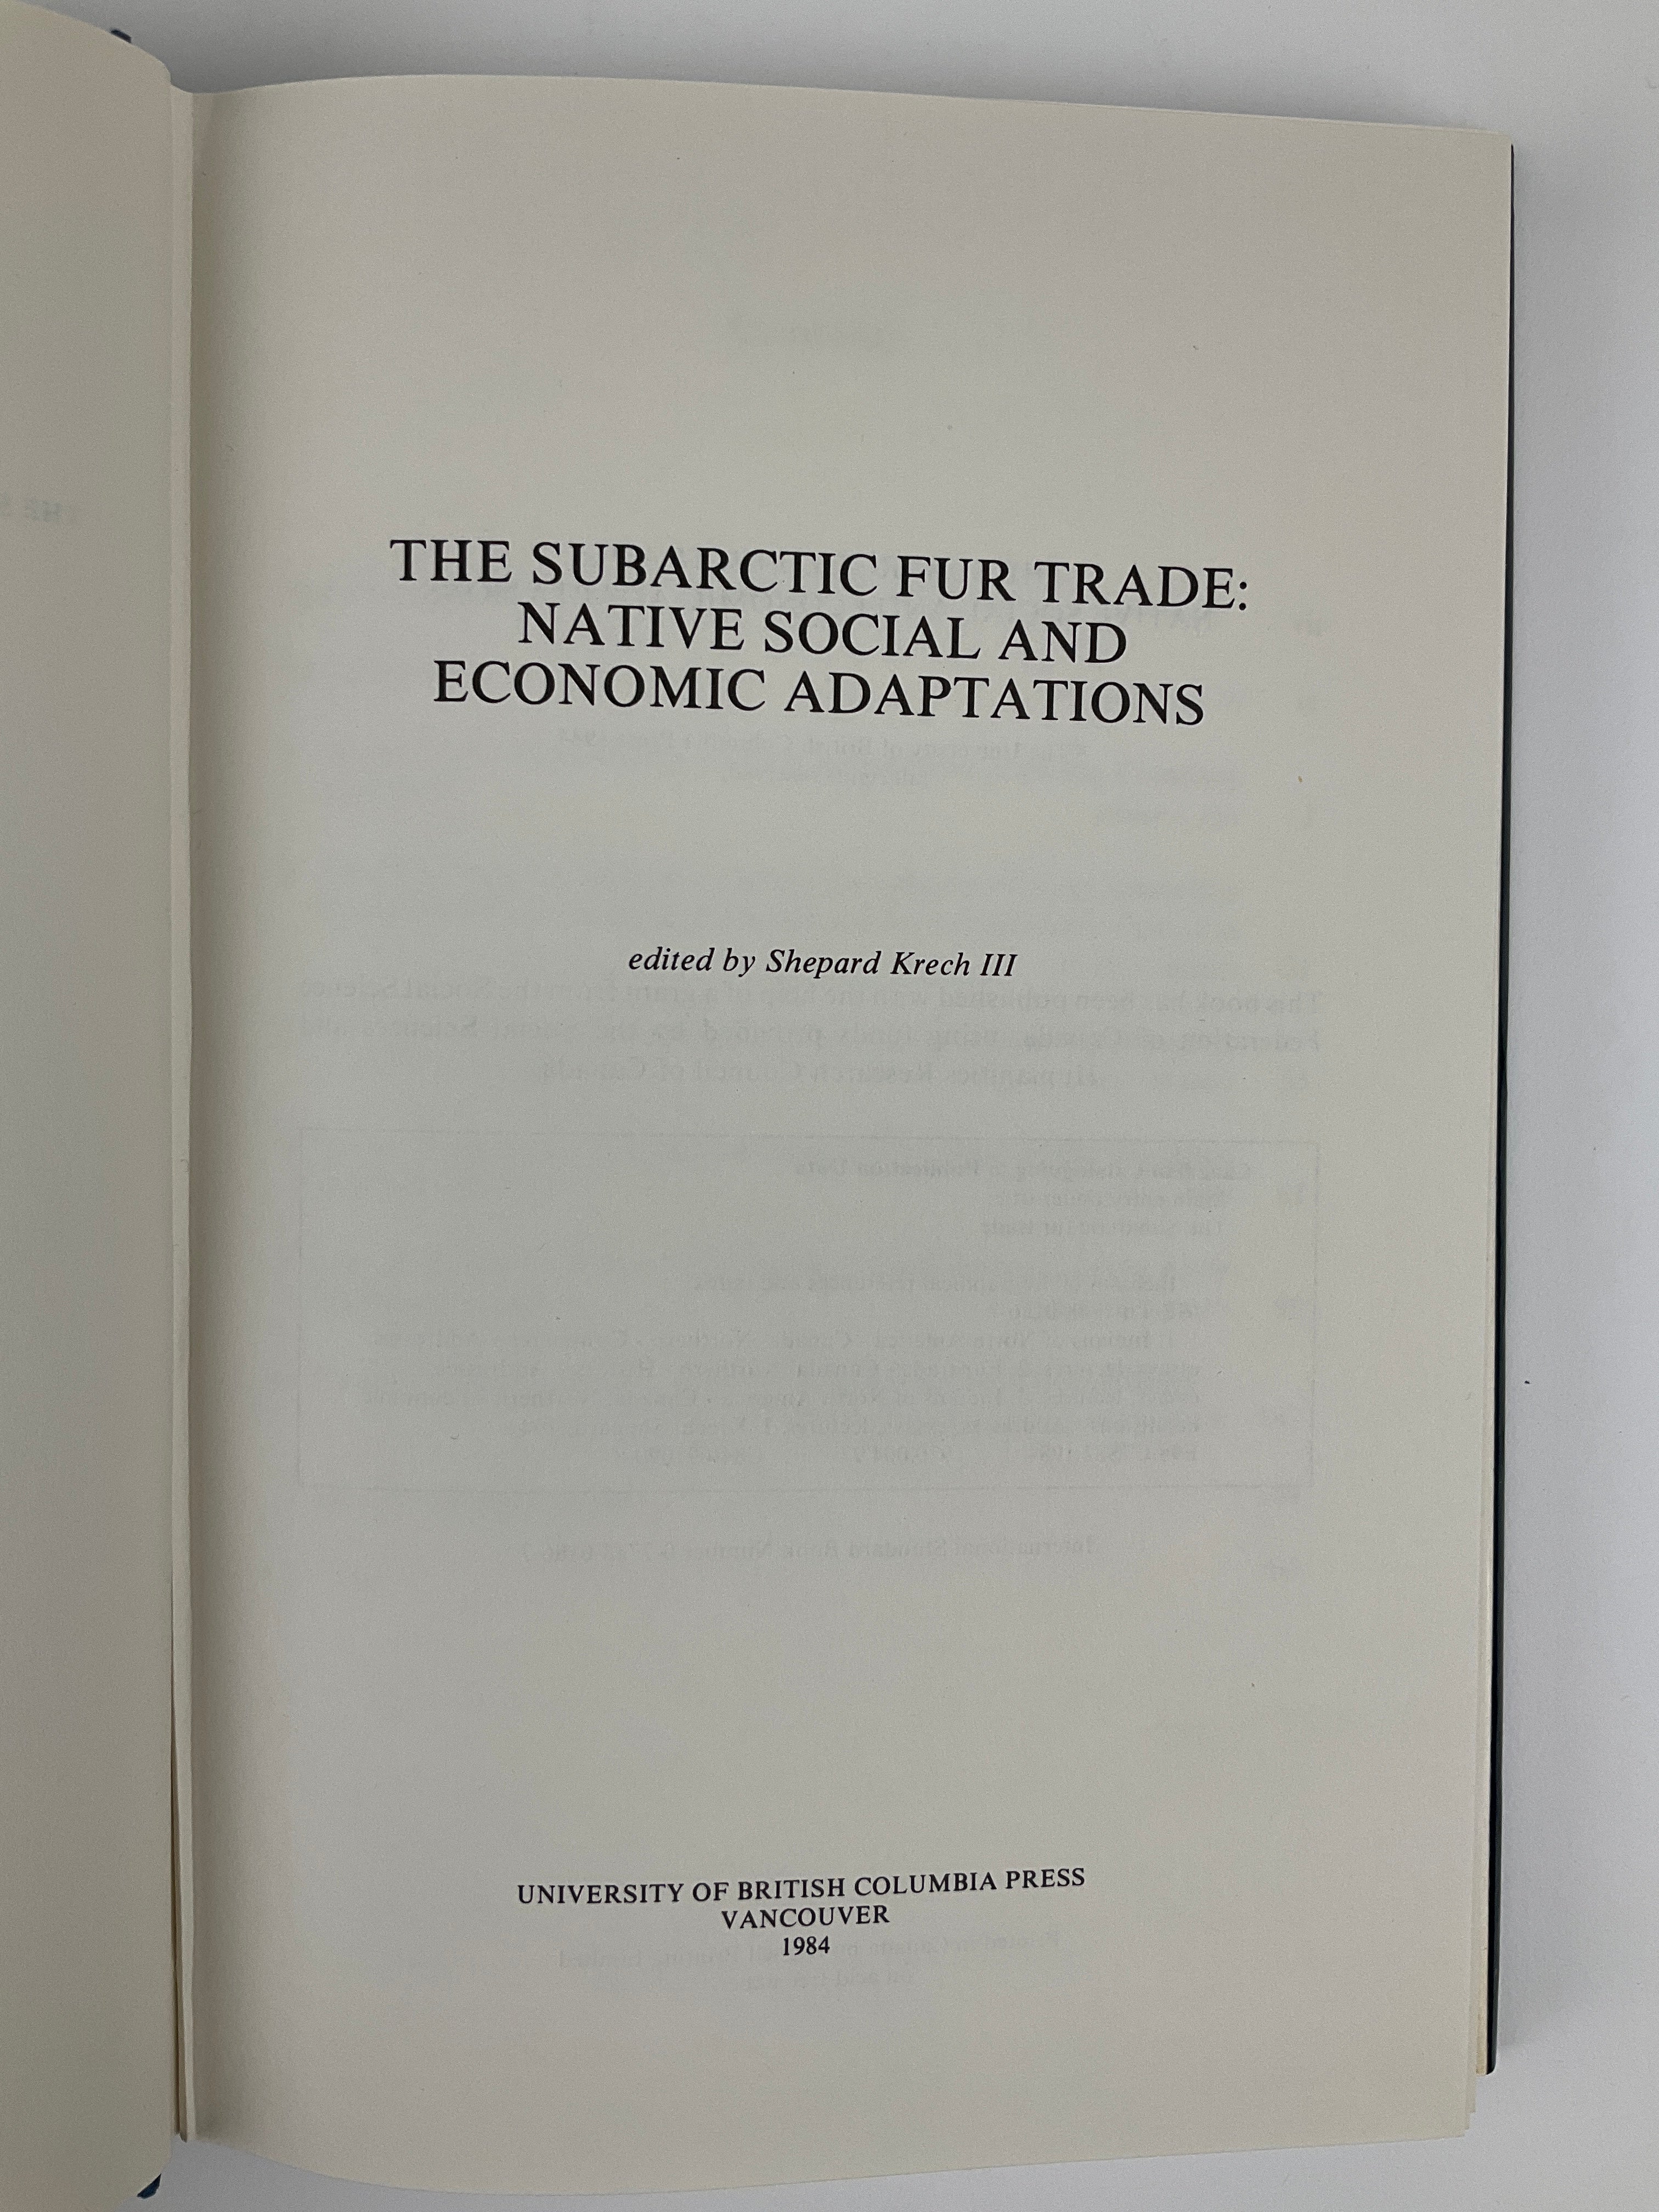 THE SUBARCTIC FUR TRADE:
NATIVE SOCIAL AND
ECONOMIC ADAPTATIONS
edited by Shepard Krech III
UNIVERSITY OF BRITISH COLUMBIA PRESS
VANCOUVER
1984